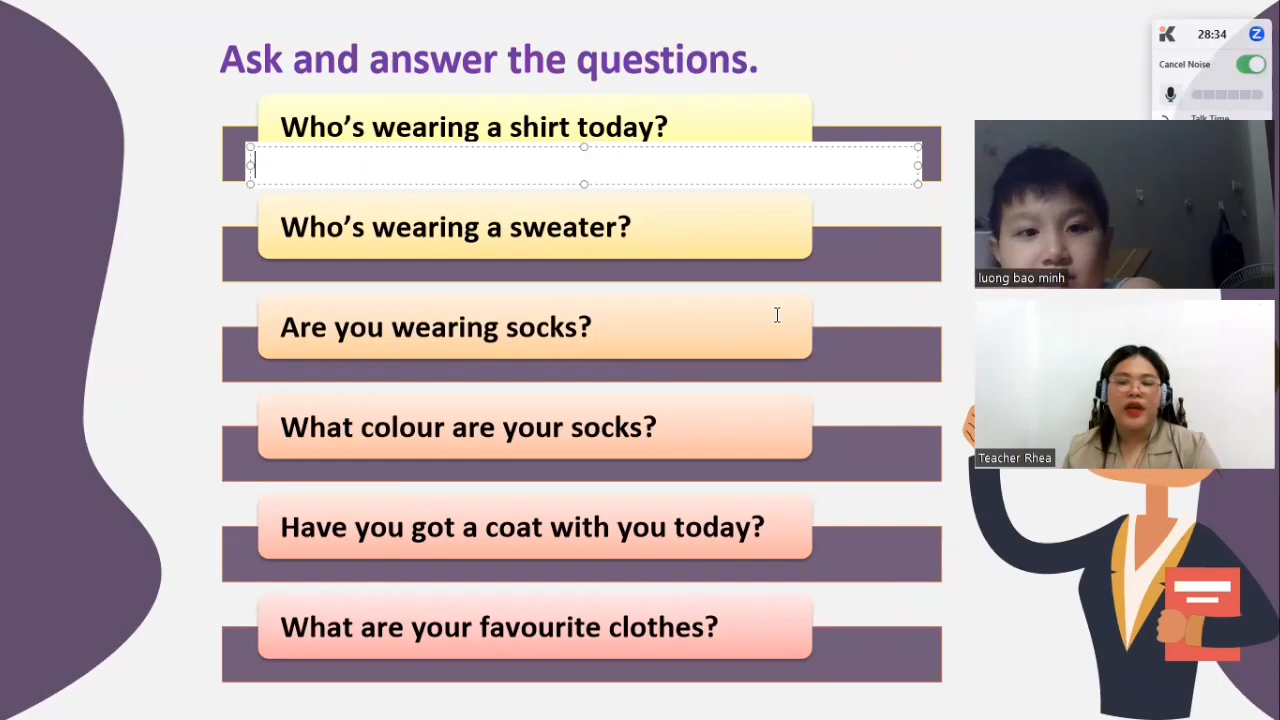 Ask and answer the questions.
Who's wearing a shirt today?
Who's wearing a sweater?
Are you wearing socks?
What colour are your socks?
Have you got a coat with you today?
What are your favourite clothes?
28:34
Cancel Noise
Talk Time
luong bao minh
Teacher Rhea